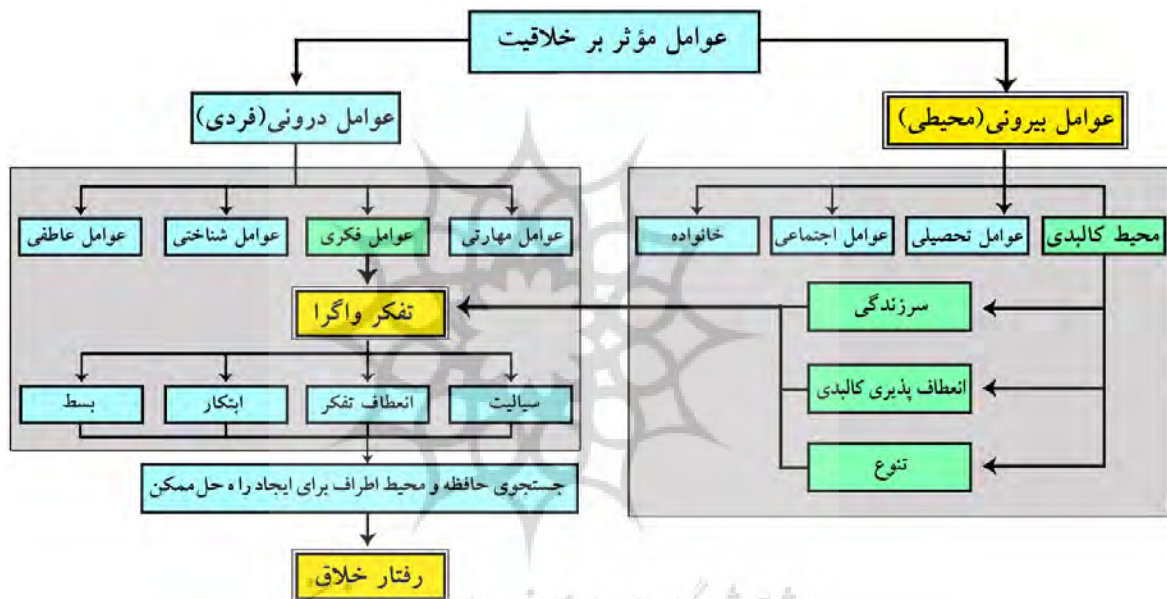 عوامل مؤثر بر خلاقیت
عوامل بیرونی(محیطی)
عوامل درونی(فردی)
محیط کالبدی
عوامل تحصیلی
عوامل اجتماعی
خانواده
عوامل مهارتی
عوامل فکری
عوامل شناختی
عوامل عاطفی
سرزندگی
انعطاف پذیری کالبدی
تنوع
تفکر واگرا
سیالیت
انعطاف تفکر
ابتکار
بسط
جستجوی حافظه و محیط اطراف برای ایجاد راه حل ممکن
رفتار خلاق